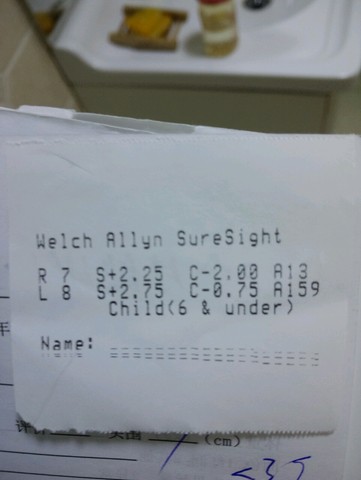 Welch Allyn SureSight
R 7 S+2.25 C-2.00 A13
L 8 S+2.75 C-0.75 A159
Child(6 & under)
Name:
年
(cm)